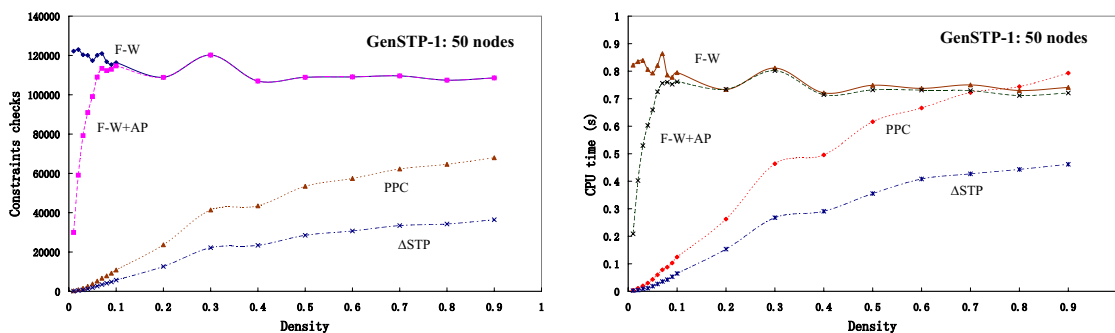 GenSTP-1: 50 nodes
140000
120000
100000
80000
60000
40000
20000
0
Constraints checks
F-W
F-W+AP
PPC
ΔSTP
0 0.1 0.2 0.3 0.4 0.5 0.6 0.7 0.8 0.9 1
Density
GenSTP-1: 50 nodes
1
0.9
0.8
0.7
0.6
0.5
0.4
0.3
0.2
0.1
0
CPU time (s)
F-W
F-W+AP
PPC
ΔSTP
0 0.1 0.2 0.3 0.4 0.5 0.6 0.7 0.8 0.9 1
Density